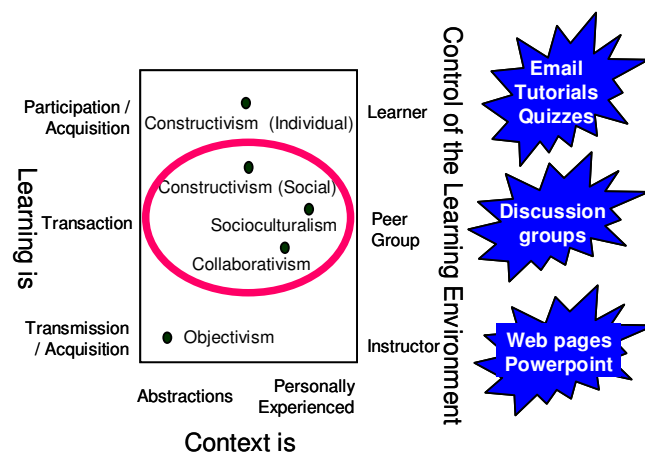 Email
Tutorials
Quizzes
Participation /
Acquisition
Constructivism (Individual)
Learner
Constructivism (Social)
Discussion
groups
Learning is
Transaction
Socioculturalism
Peer
Group
Collaborativism
Control of the Learning Environment
Transmission
/ Acquisition
Objectivism
Instructor
Web pages
Powerpoint
Abstractions
Personally
Experienced
Context is